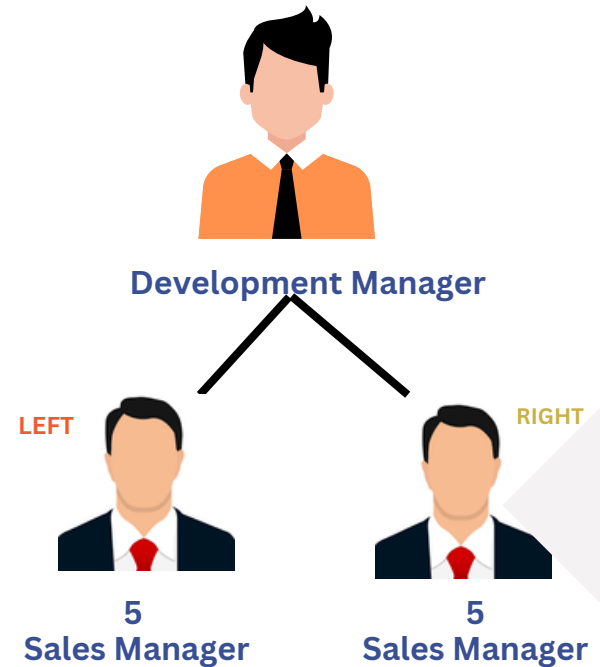 Development Manager
LEFT
RIGHT
5
Sales Manager
5
Sales Manager